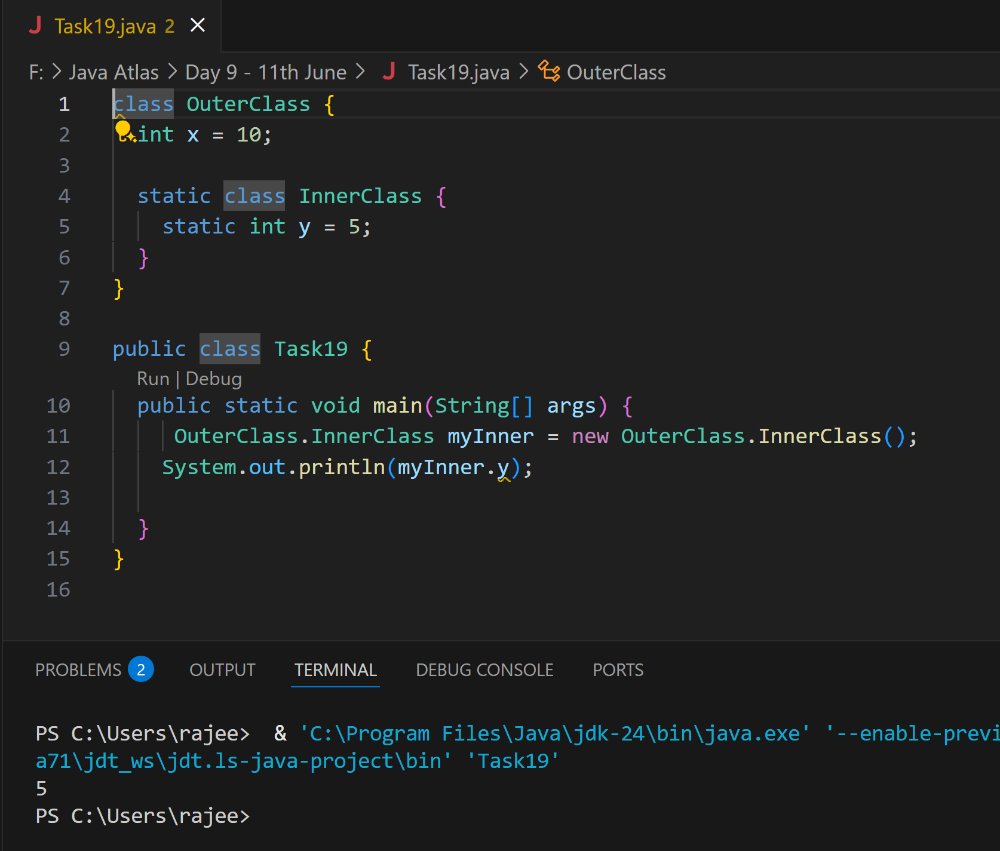 J Task19.java 2 ×
F: > Java Atlas > Day 9 - 11th June > J Task19.java > OuterClass
1 class OuterClass {
2 int x = 10;
3
4 static class InnerClass {
5 static int y = 5;
6 }
7 }
8
9 public class Task19 {
Run | Debug
10 public static void main(String[] args) {
11 OuterClass.InnerClass myInner = new OuterClass.InnerClass();
12 System.out.println(myInner.y);
13
14 }
15 }
16
PROBLEMS 2 OUTPUT TERMINAL DEBUG CONSOLE PORTS
PS C:\Users\rajee>  & 'C:\Program Files\Java\jdk-24\bin\java.exe' '--enable-previ
a71\jdt_ws\jdt.ls-java-project\bin' 'Task19'
5
PS C:\Users\rajee>